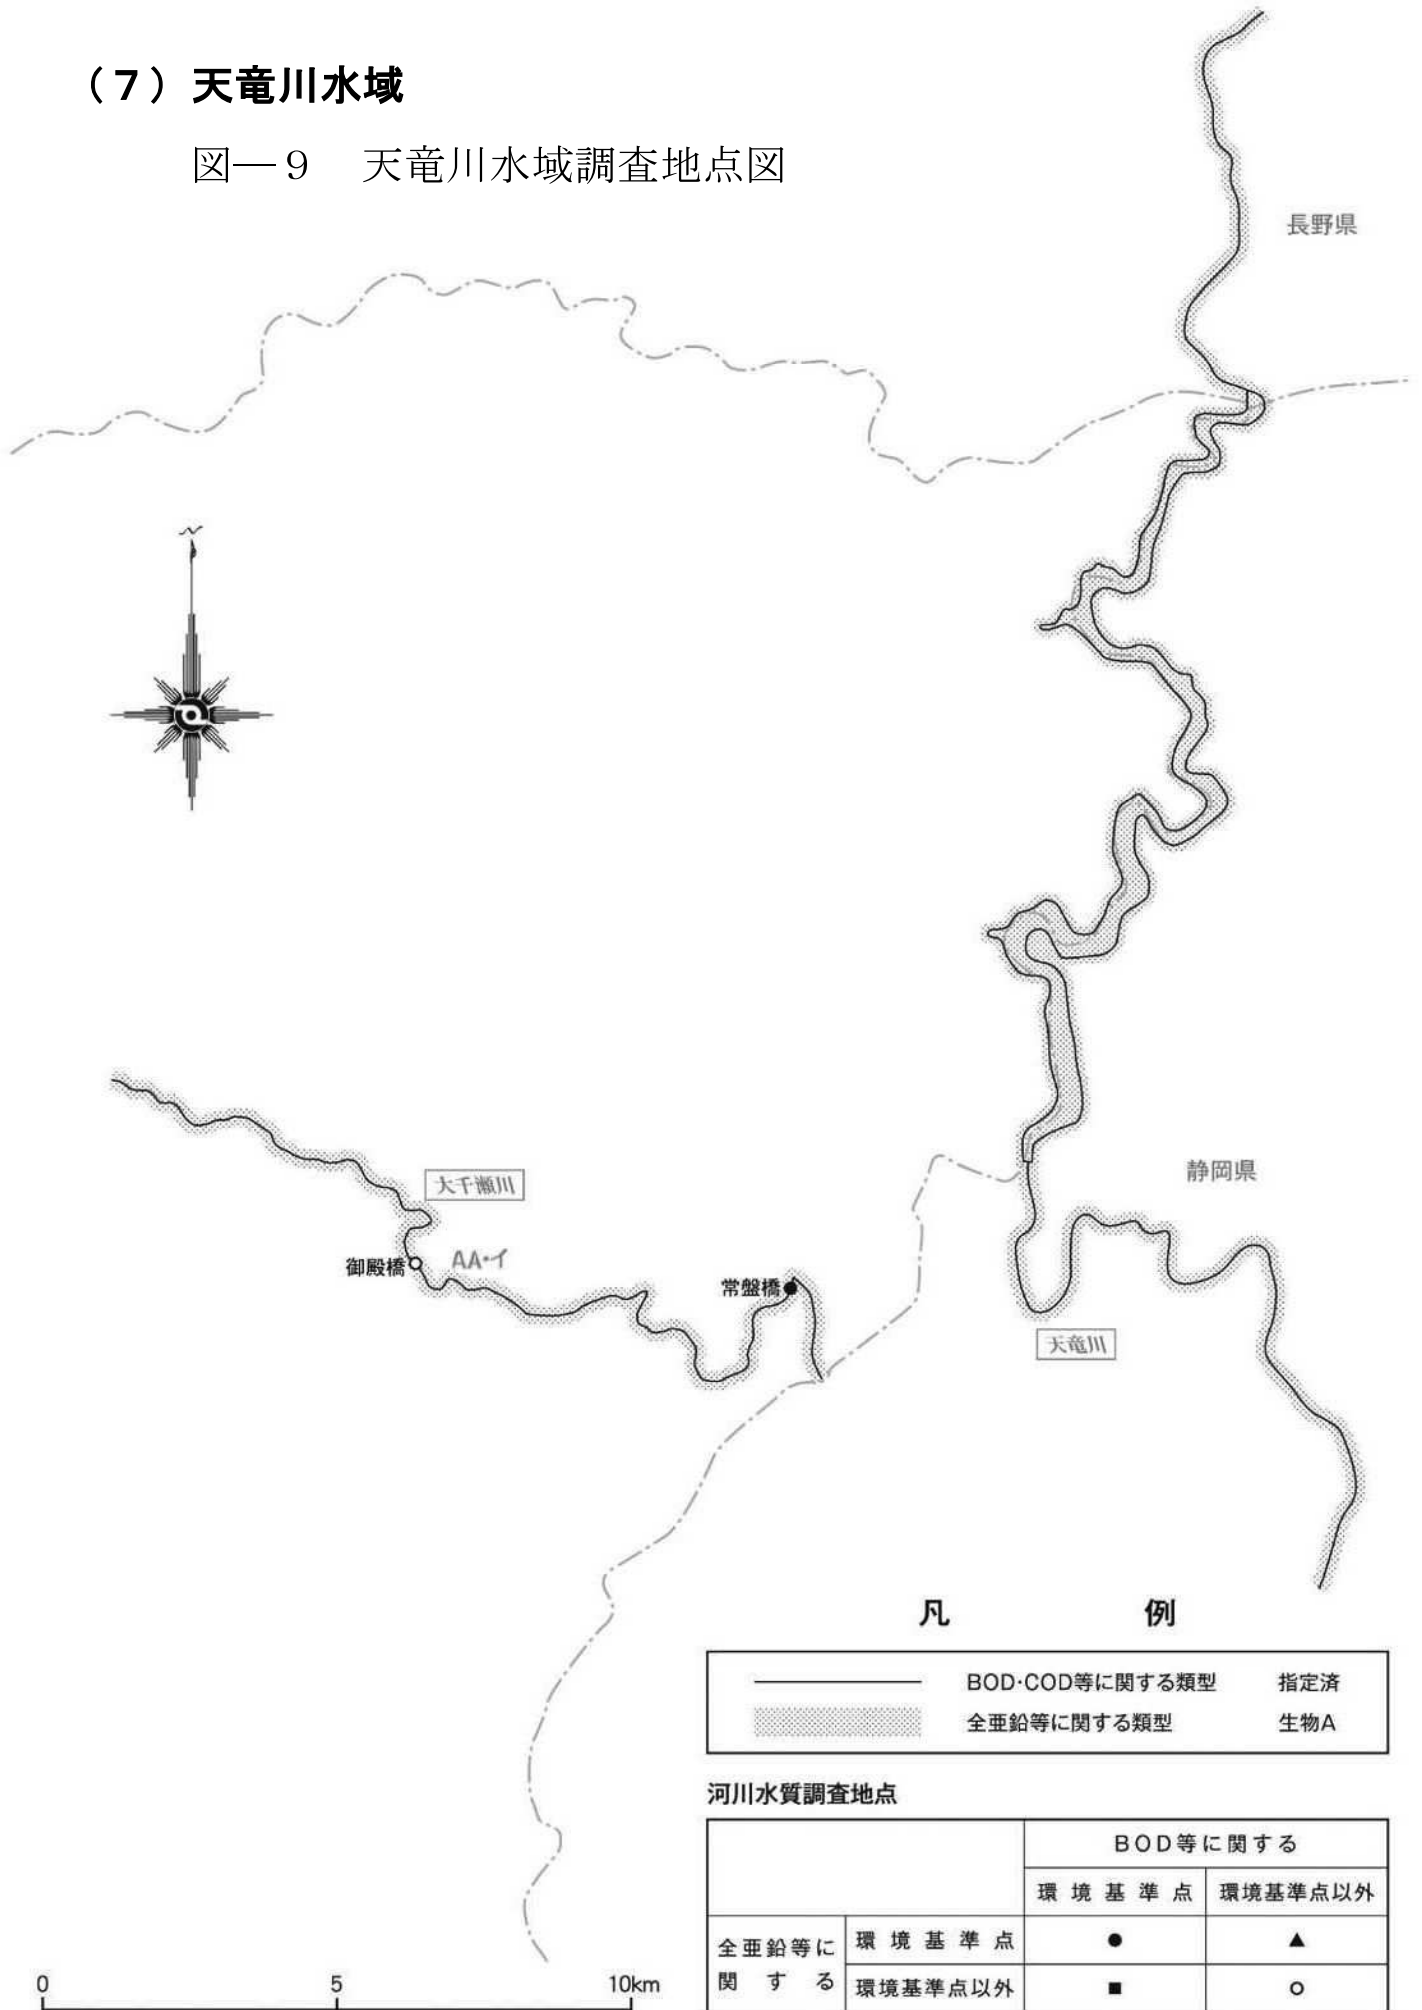 （７）天竜川水域
図―９　天竜川水域調査地点図
長野県
N
大千瀬川
静岡県
御殿橋
AA・イ
常盤橋
天竜川
凡　例
BOD・COD等に関する類型　指定済
全亜鉛等に関する類型　生物A
河川水質調査地点
BOD等に関する
環境基準点　環境基準点以外
全亜鉛等に関する　環境基準点　●　▲
環境基準点以外　■　○
0　5　10km